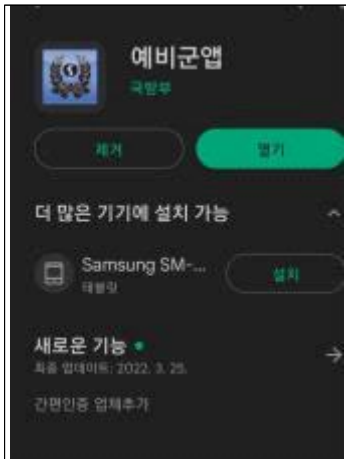 예비군앱
국방부
제거
열기
더 많은 기기에 설치 가능
Samsung SM-...
태블릿
설치
새로운 기능
최종 업데이트: 2022. 3. 25.
간편인증 업체추가